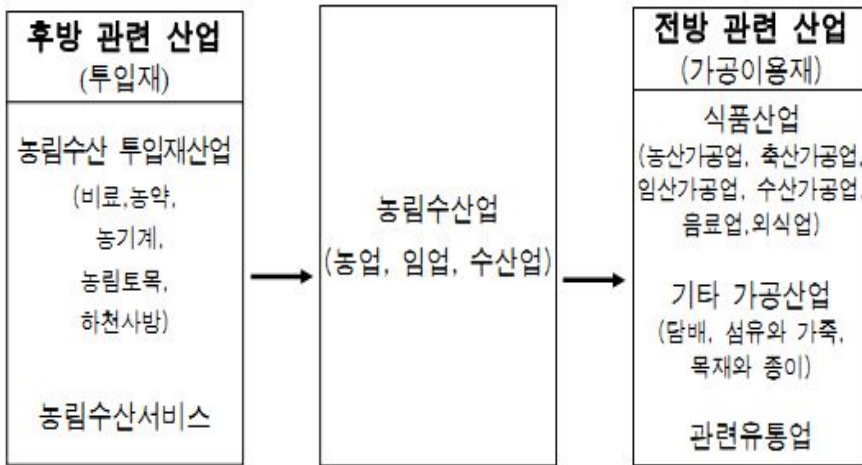 후방 관련 산업
(투입재)
농림수산 투입재산업
(비료,농약,
농기계,
농림토목,
하천사방)
농림수산서비스
농림수산업
(농업, 임업, 수산업)
전방 관련 산업
(가공이용재)
식품산업
(농산가공업, 축산가공업,
임산가공업, 수산가공업,
음료업,외식업)
기타 가공산업
(담배, 섬유와 가죽,
목재와 종이)
관련유통업